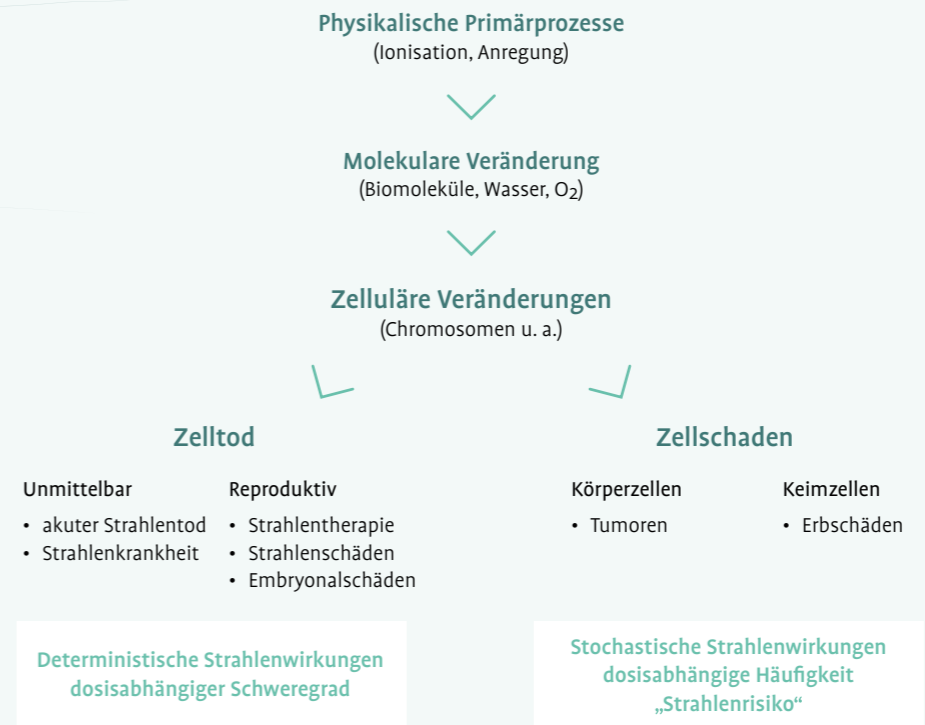 Physikalische Primärprozesse
(Ionisation, Anregung)
Molekulare Veränderung
(Biomoleküle, Wasser, O₂)
Zelluläre Veränderungen
(Chromosomen u. a.)
Zelltod
Unmittelbar
• akuter Strahlentod
• Strahlenkrankheit
Reproduktiv
• Strahlentherapie
• Strahlenschäden
• Embryonalschäden
Deterministische Strahlenwirkungen
dosisabhängiger Schweregrad
Zellschaden
Körperzellen
• Tumoren
Keimzellen
• Erbschäden
Stochastische Strahlenwirkungen
dosisabhängige Häufigkeit
„Strahlenrisiko“